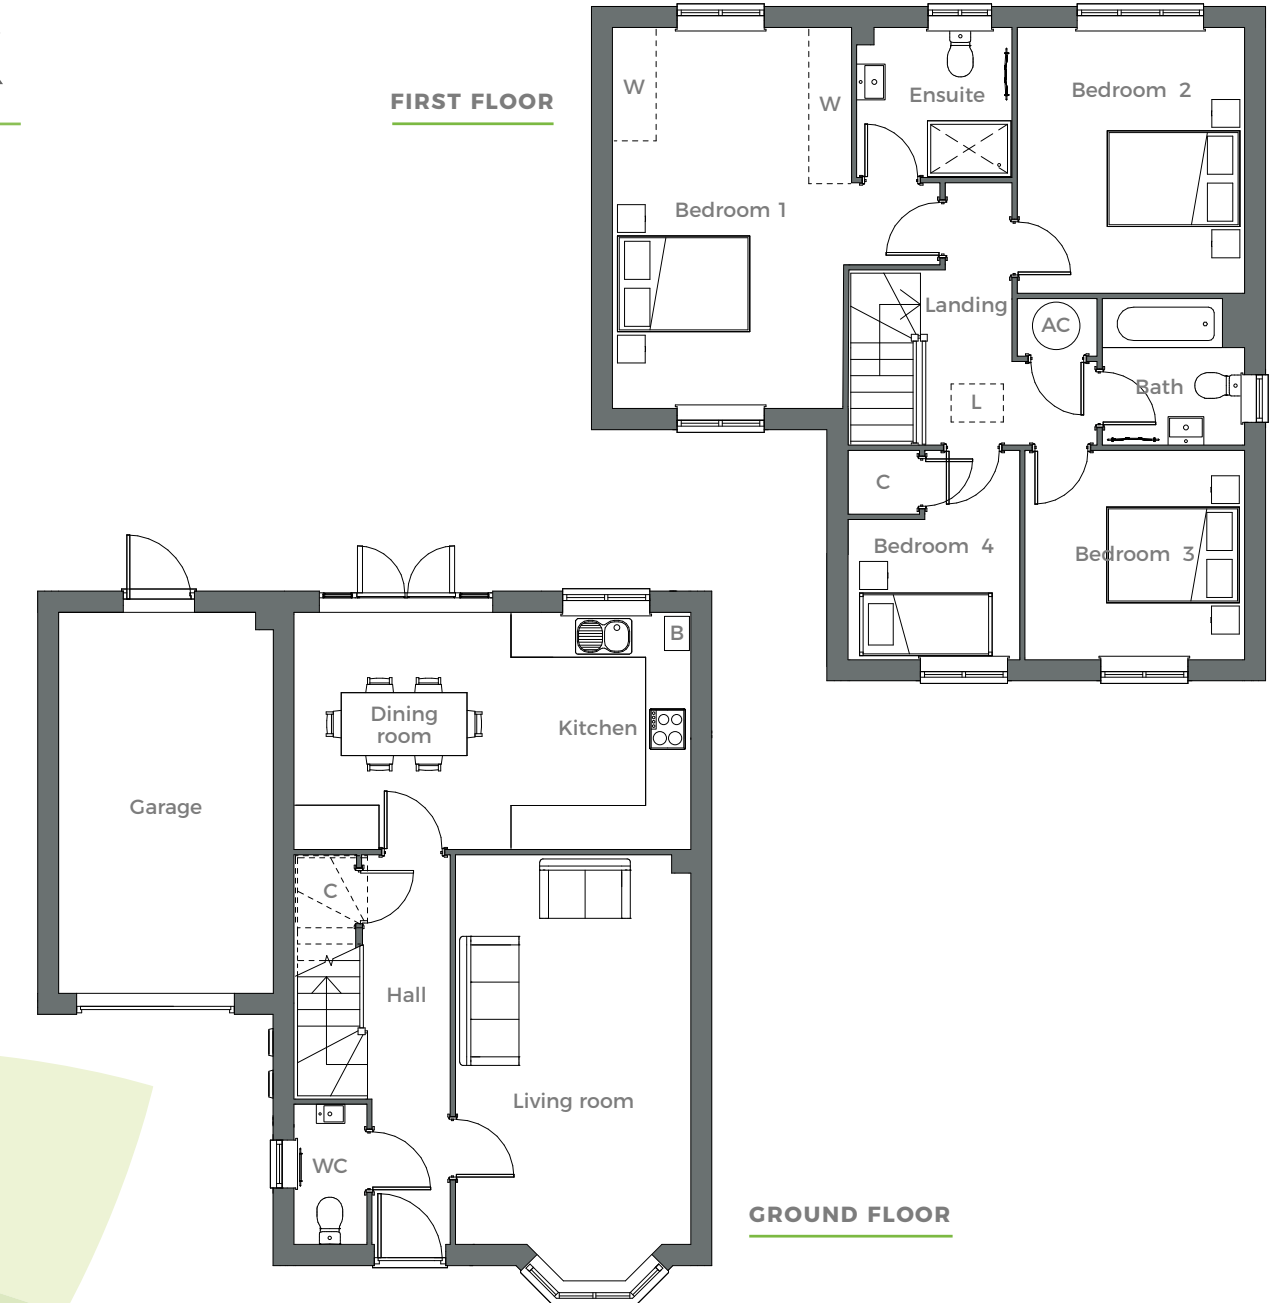 FIRST FLOOR
W
W
Ensuite
Bedroom 2
Bedroom 1
Landing
AC
Bath
L
C
Bedroom 4
Bedroom 3
B
Dining
room
Kitchen
Garage
C
Hall
Living room
WC
GROUND FLOOR